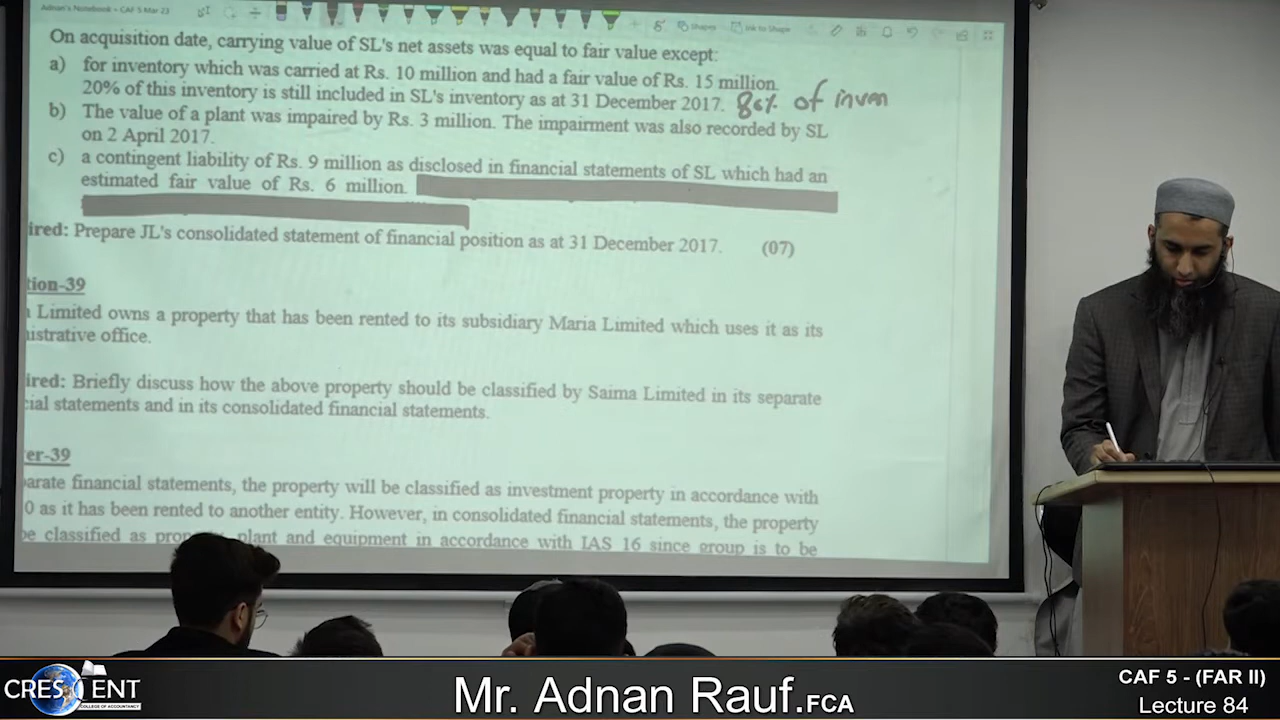 Adnan's Notebook - CAF 5 Mar 23
Shapes
Ink to Shape
On acquisition date, carrying value of SL's net assets was equal to fair value except:
a) for inventory which was carried at Rs. 10 million and had a fair value of Rs. 15 million.
20% of this inventory is still included in SL's inventory as at 31 December 2017. 80% of inven
b) The value of a plant was impaired by Rs. 3 million. The impairment was also recorded by SL
on 2 April 2017.
c) a contingent liability of Rs. 9 million as disclosed in financial statements of SL which had an
estimated fair value of Rs. 6 million.
ired: Prepare JL's consolidated statement of financial position as at 31 December 2017. (07)
tion-39
Limited owns a property that has been rented to its subsidiary Maria Limited which uses it as its
istrative office.
ired: Briefly discuss how the above property should be classified by Saima Limited in its separate
cial statements and in its consolidated financial statements.
er-39
arate financial statements, the property will be classified as investment property in accordance with
0 as it has been rented to another entity. However, in consolidated financial statements, the property
be classified as plant and equipment in accordance with IAS 16 since group is to be
CRESCENT
COLLEGE OF ACCOUNTANCY
Mr. Adnan Rauf.FCA
CAF 5 - (FAR II)
Lecture 84